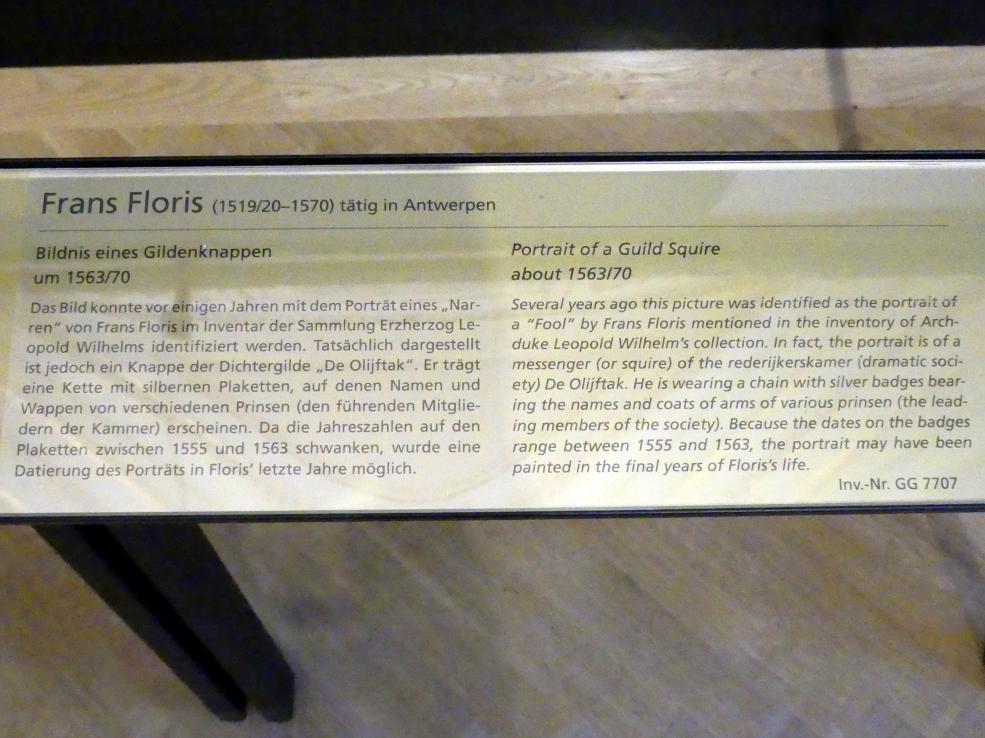 Frans Floris (1519/20–1570) tätig in Antwerpen
Bildnis eines Gildenknappen
um 1563/70
Das Bild konnte vor einigen Jahren mit dem Porträt eines „Nar-
ren“ von Frans Floris im Inventar der Sammlung Erzherzog Le-
opold Wilhelms identifiziert werden. Tatsächlich dargestellt
ist jedoch ein Knappe der Dichtergilde „De Olijftak“. Er trägt
eine Kette mit silbernen Plaketten, auf denen Namen und
Wappen von verschiedenen Prinsen (den führenden Mitglie-
dern der Kammer) erscheinen. Da die Jahreszahlen auf den
Plaketten zwischen 1555 und 1563 schwanken, wurde eine
Datierung des Porträts in Floris’ letzte Jahre möglich.
Portrait of a Guild Squire
about 1563/70
Several years ago this picture was identified as the portrait of
a “Fool” by Frans Floris mentioned in the inventory of Arch-
duke Leopold Wilhelm’s collection. In fact, the portrait is of a
messenger (or squire) of the rederijkerskamer (dramatic soci-
ety) De Olijftak. He is wearing a chain with silver badges bear-
ing the names and coats of arms of various prinsen (the lead-
ing members of the society). Because the dates on the badges
range between 1555 and 1563, the portrait may have been
painted in the final years of Floris’s life.
Inv.-Nr. GG 7707